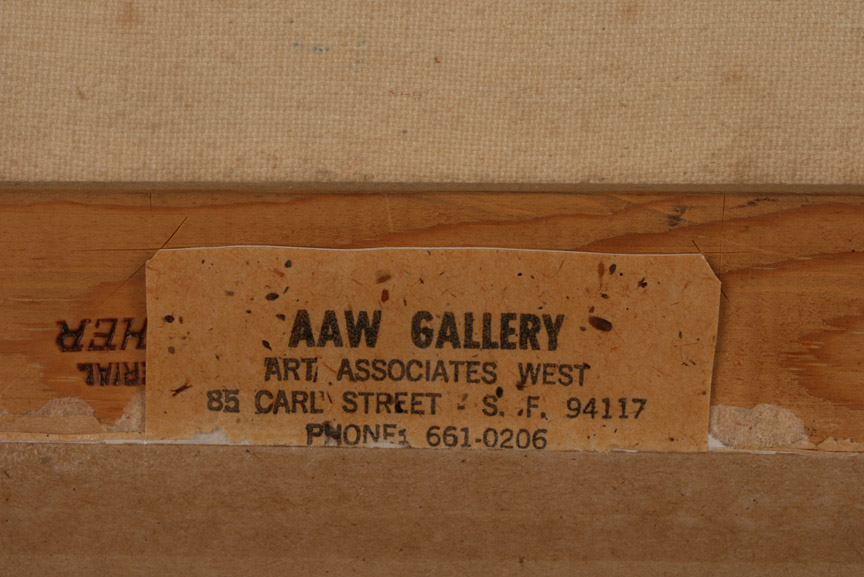 AAW GALLERY
ART ASSOCIATES WEST
85 CARL STREET - S. F. 94117
PHONE: 661-0206